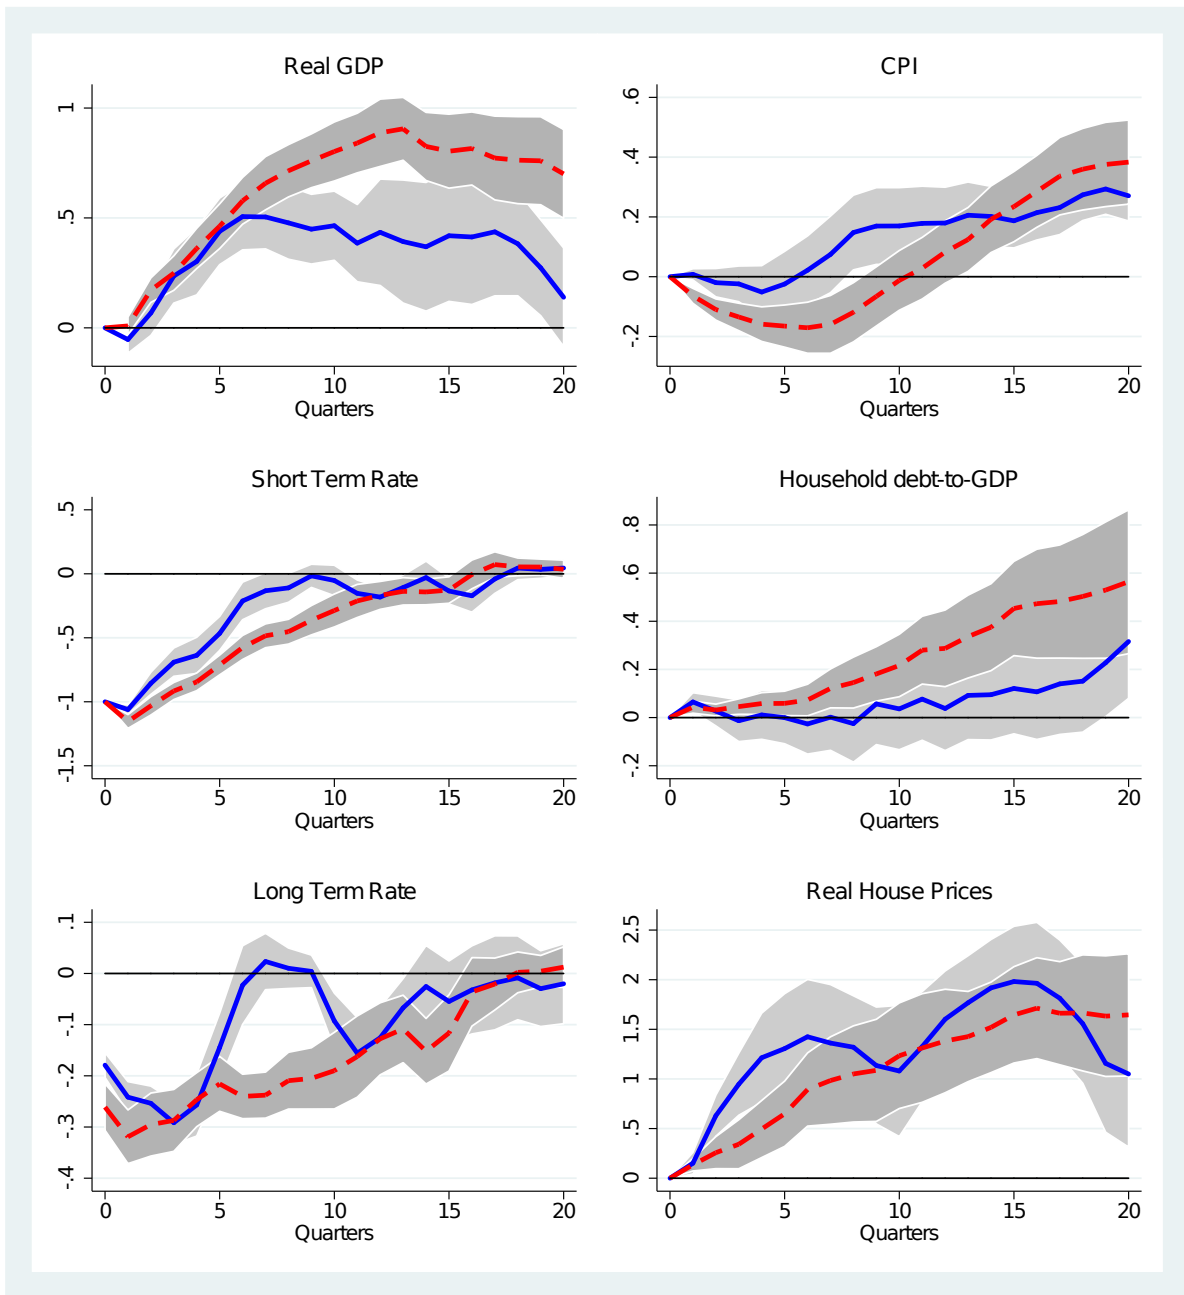 Real GDP
1
.5
0
0 5 10 15 20
Quarters
CPI
.6
.4
.2
0
-.2
0 5 10 15 20
Quarters
Short Term Rate
.5
0
-.5
-1
-1.5
0 5 10 15 20
Quarters
Household debt-to-GDP
.8
.6
.4
.2
0
-.2
0 5 10 15 20
Quarters
Long Term Rate
.1
0
-.1
-.2
-.3
-.4
0 5 10 15 20
Quarters
Real House Prices
2.5
2
1.5
1
.5
0
0 5 10 15 20
Quarters